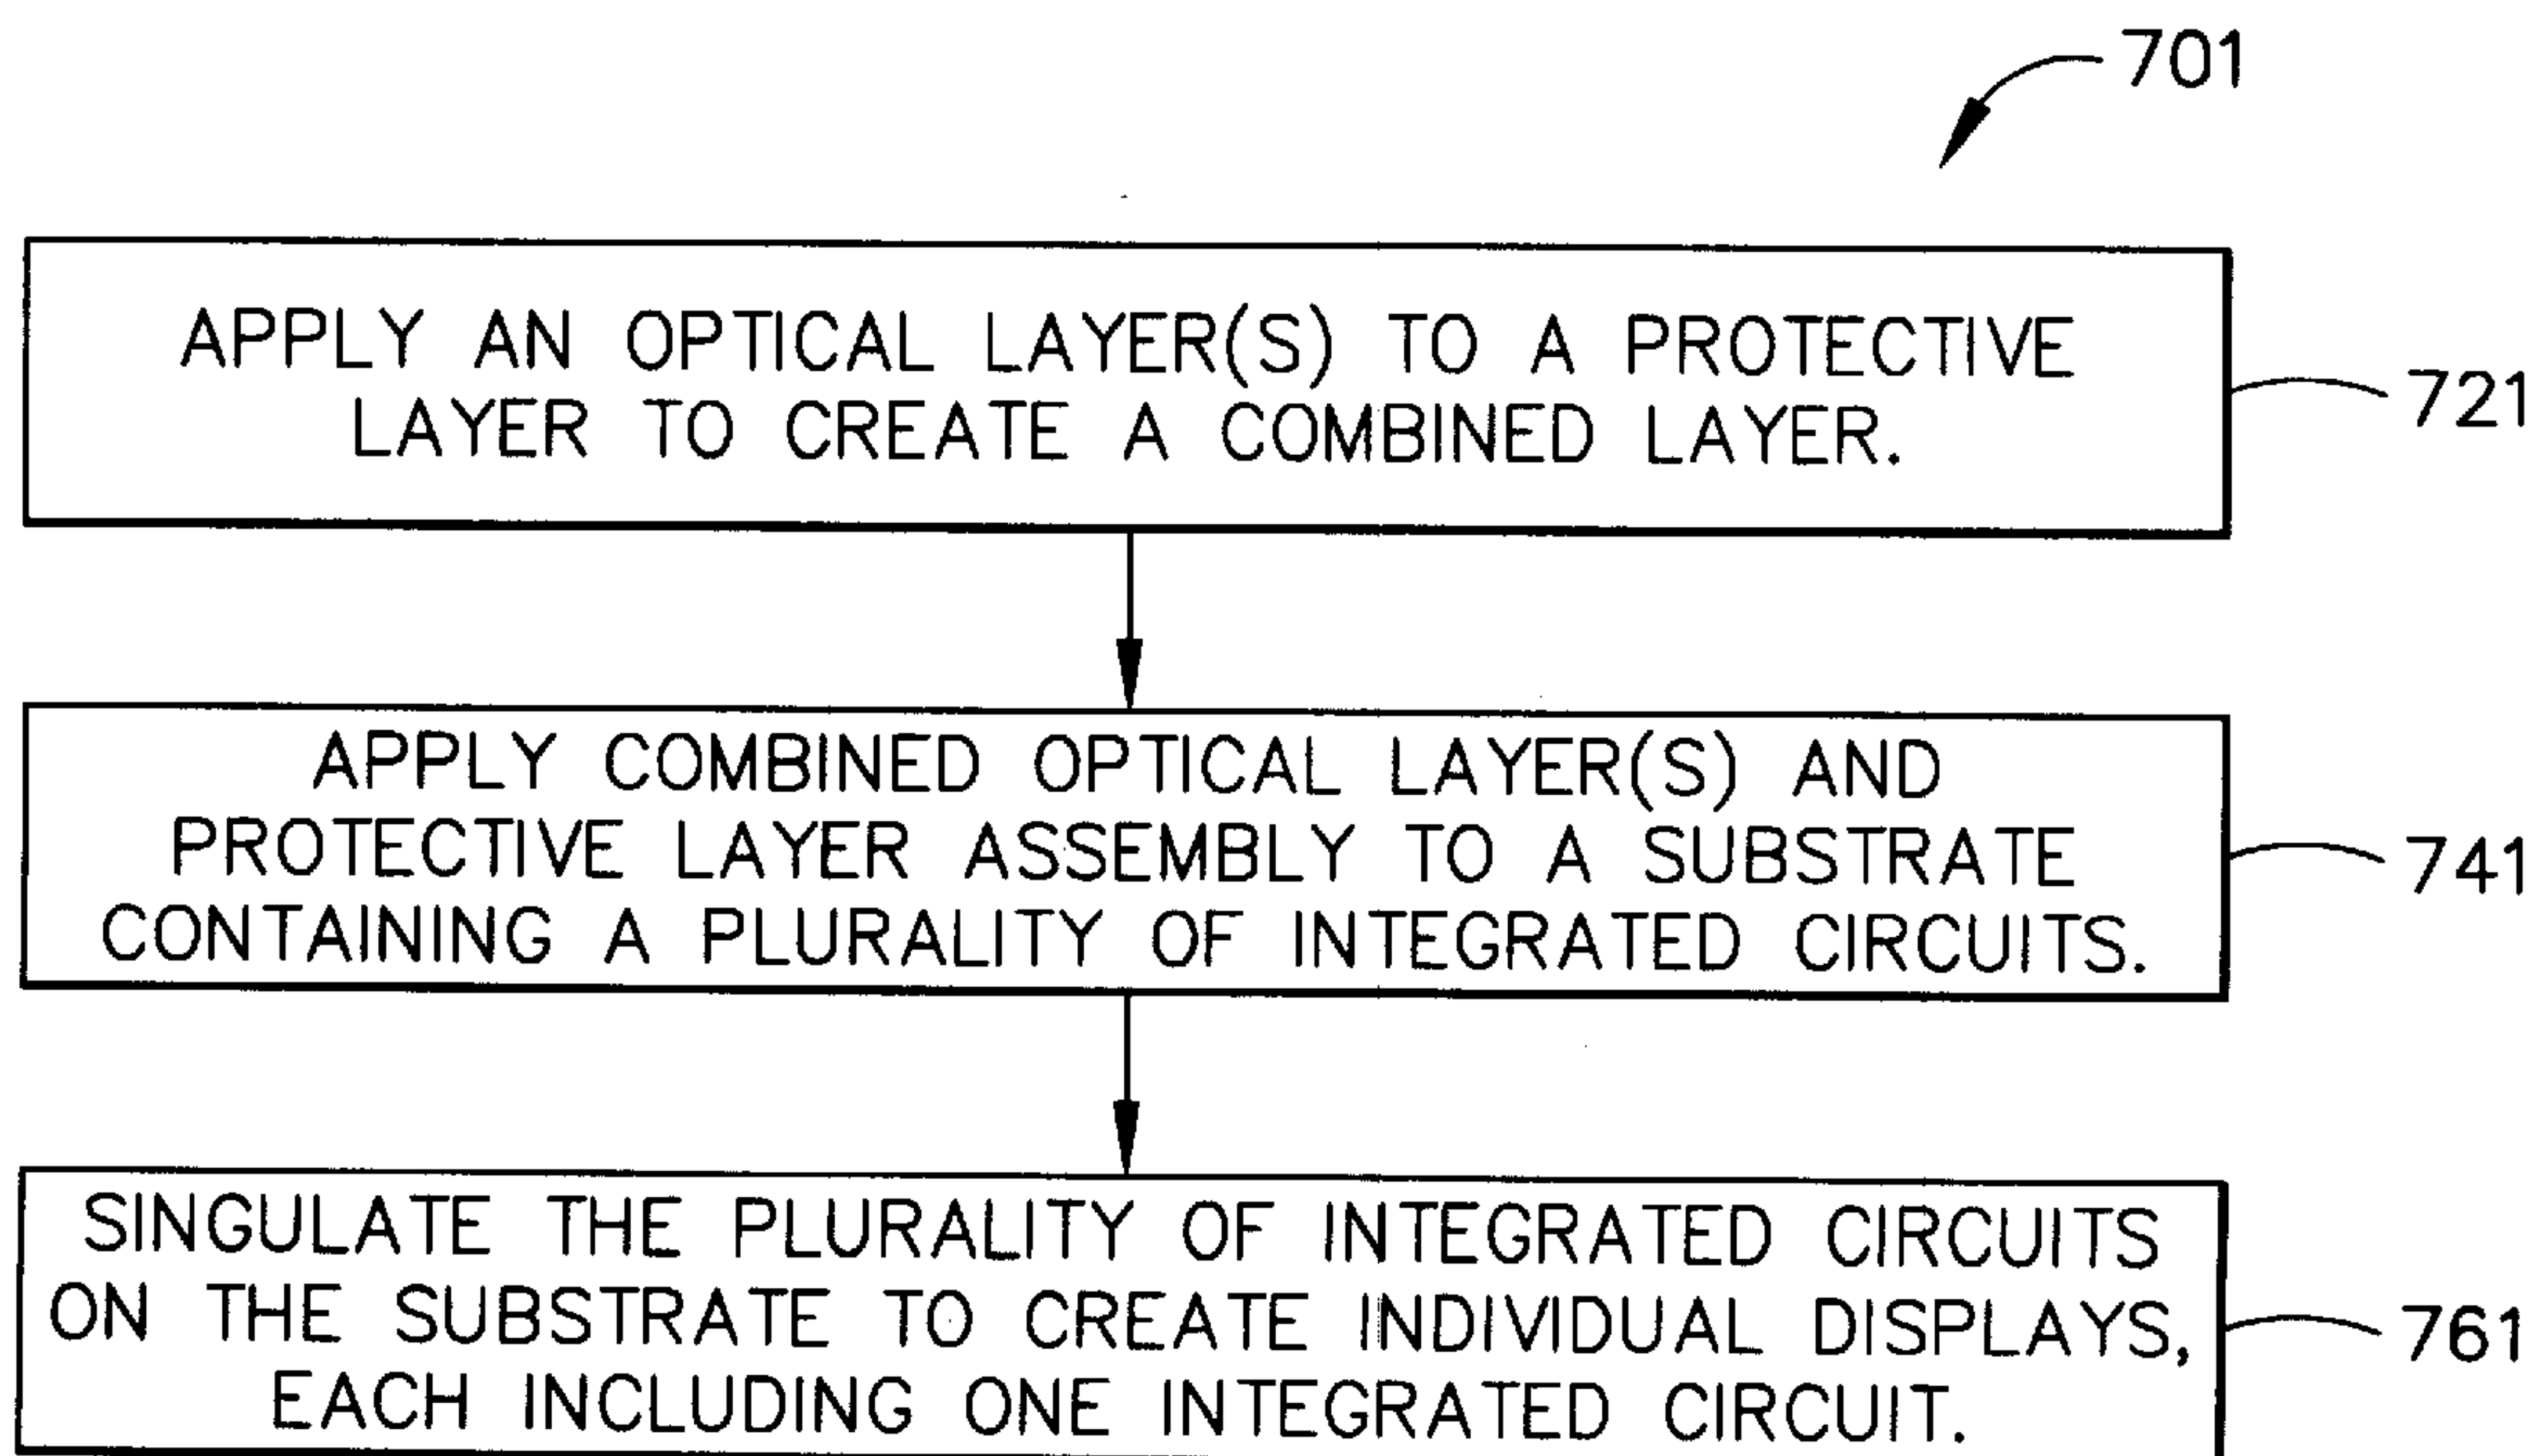 701
APPLY AN OPTICAL LAYER(S) TO A PROTECTIVE
LAYER TO CREATE A COMBINED LAYER.
721
APPLY COMBINED OPTICAL LAYER(S) AND
PROTECTIVE LAYER ASSEMBLY TO A SUBSTRATE
CONTAINING A PLURALITY OF INTEGRATED CIRCUITS.
741
SINGULATE THE PLURALITY OF INTEGRATED CIRCUITS
ON THE SUBSTRATE TO CREATE INDIVIDUAL DISPLAYS,
EACH INCLUDING ONE INTEGRATED CIRCUIT.
761